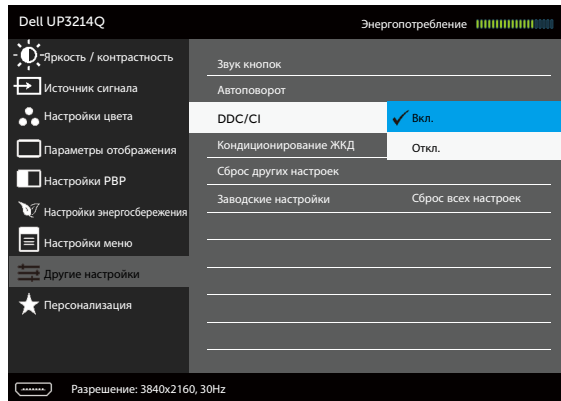 Dell UP3214Q
Энергопотребление
Яркость / контрастность
Источник сигнала
Настройки цвета
Параметры отображения
Настройки PBP
Настройки энергосбережения
Настройки меню
Другие настройки
Персонализация
Звук кнопок
Автоповорот
DDC/CI
Вкл.
Кондиционирование ЖКД
Откл.
Сброс других настроек
Заводские настройки
Сброс всех настроек
Разрешение: 3840x2160, 30Hz